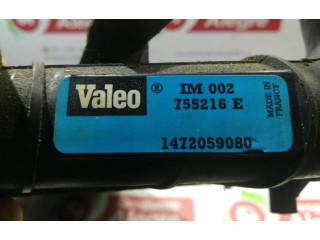 Valeo ® IM 002
755216 E
MADE IN
FRANCE
1472059080